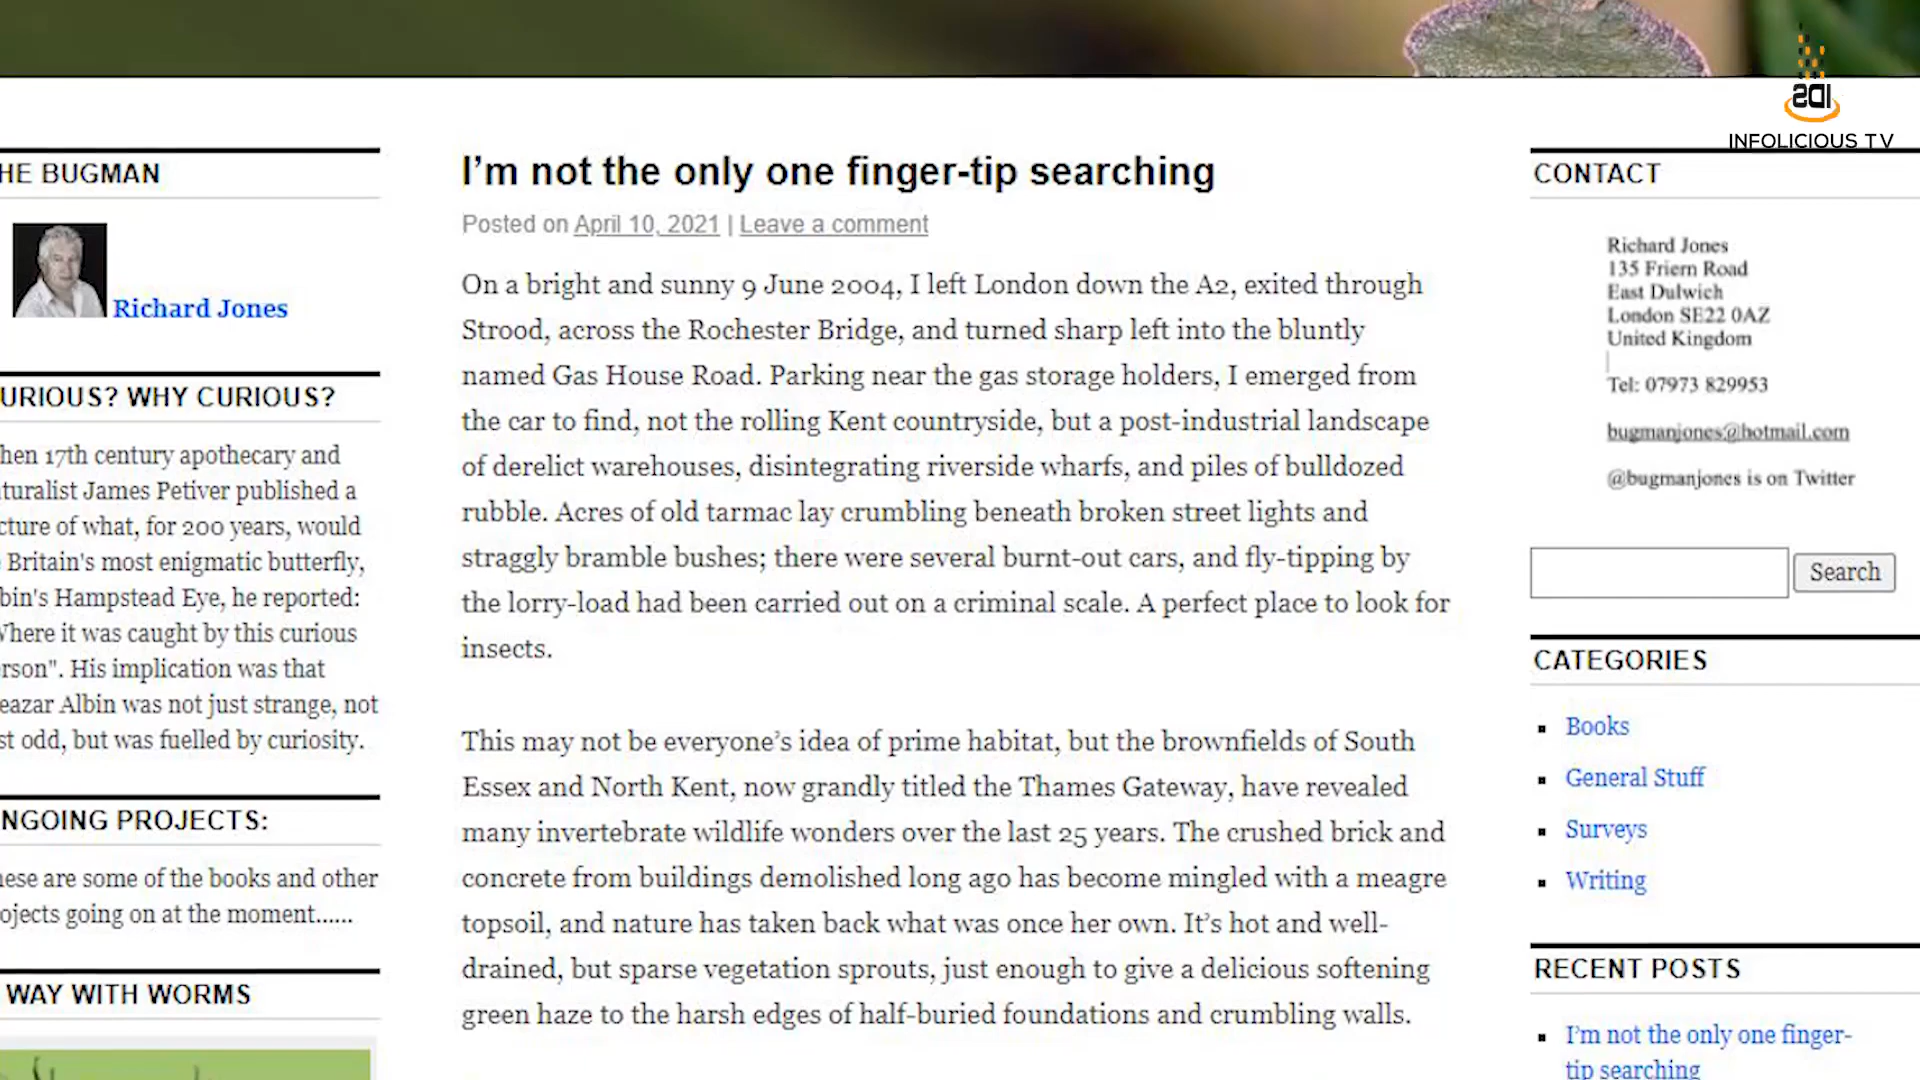 IDS
INFOLICIOUS TV
HE BUGMAN
Richard Jones
URIOUS? WHY CURIOUS?
hen 17th century apothecary and
turalist James Petiver published a
cture of what, for 200 years, would
Britain's most enigmatic butterfly,
bin's Hampstead Eye, he reported:
Where it was caught by this curious
rson". His implication was that
eazar Albin was not just strange, not
st odd, but was fuelled by curiosity.
NGOING PROJECTS:
hese are some of the books and other
ojects going on at the moment......
WAY WITH WORMS
I'm not the only one finger-tip searching
Posted on April 10, 2021 | Leave a comment
On a bright and sunny 9 June 2004, I left London down the A2, exited through
Strood, across the Rochester Bridge, and turned sharp left into the bluntly
named Gas House Road. Parking near the gas storage holders, I emerged from
the car to find, not the rolling Kent countryside, but a post-industrial landscape
of derelict warehouses, disintegrating riverside wharfs, and piles of bulldozed
rubble. Acres of old tarmac lay crumbling beneath broken street lights and
straggly bramble bushes; there were several burnt-out cars, and fly-tipping by
the lorry-load had been carried out on a criminal scale. A perfect place to look for
insects.
This may not be everyone's idea of prime habitat, but the brownfields of South
Essex and North Kent, now grandly titled the Thames Gateway, have revealed
many invertebrate wildlife wonders over the last 25 years. The crushed brick and
concrete from buildings demolished long ago has become mingled with a meagre
topsoil, and nature has taken back what was once her own. It's hot and well-
drained, but sparse vegetation sprouts, just enough to give a delicious softening
green haze to the harsh edges of half-buried foundations and crumbling walls.
CONTACT
Richard Jones
135 Friern Road
East Dulwich
London SE22 0AZ
United Kingdom
Tel: 07973 829953
bugmanjones@hotmail.com
@bugmanjones is on Twitter
Search
CATEGORIES
Books
General Stuff
Surveys
Writing
RECENT POSTS
I'm not the only one finger-
tip searching